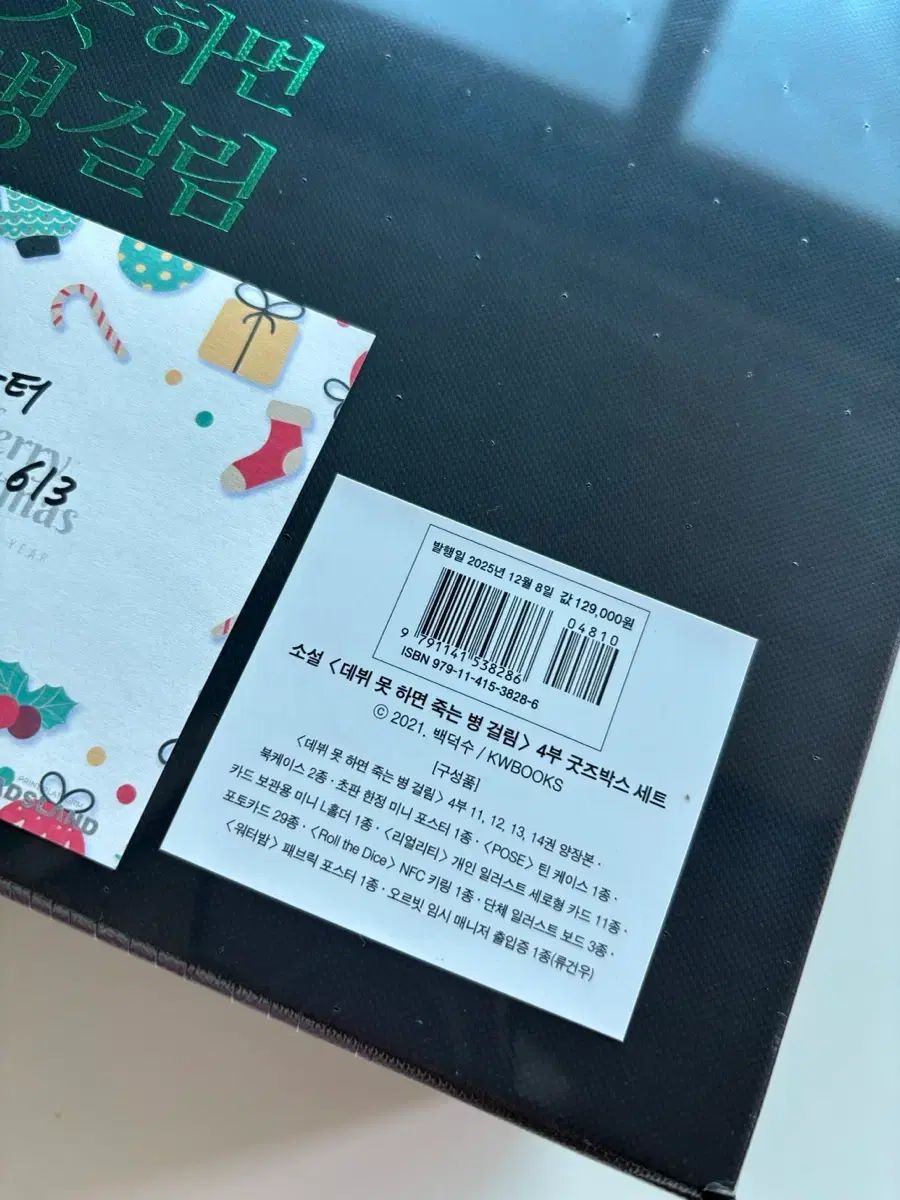 못 하면
병 걸림
터
erry
613
mas
YEAR
발행일 2025년 12월 8일 값 129,000원
04810
9 791141 538286
ISBN 979-11-415-3828-6
소설 <데뷔 못 하면 죽는 병 걸림> 4부 굿즈박스 세트
ⓒ 2021. 백덕수 / KWBOOKS
[구성품]
<데뷔 못 하면 죽는 병 걸림> 4부 11, 12, 13, 14권 양장본 ·
북케이스 2종 · 초판 한정 미니 포스터 1종 · <POSE> 틴 케이스 1종 ·
카드 보관용 미니 L홀더 1종 · <리얼리티> 개인 일러스트 세로형 카드 11종 ·
포토카드 29종 · <Roll the Dice> NFC 키링 1종 · 단체 일러스트 보드 3종 ·
<워터밤> 패브릭 포스터 1종 · 오르빗 임시 매니저 출입증 1종(류건우)